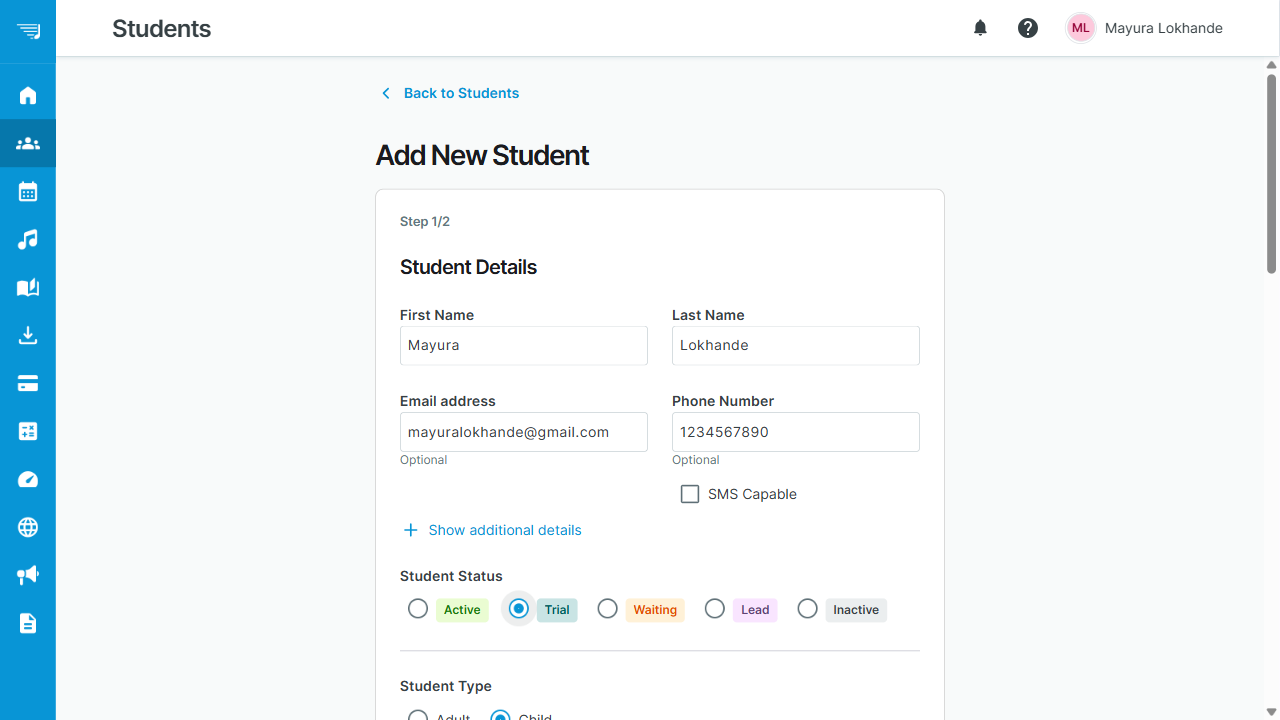 Students
ML Mayura Lokhande
Back to Students
Add New Student
Step 1/2
Student Details
First Name Last Name
Mayura Lokhande
Email address Phone Number
mayuralokhande@gmail.com 1234567890
Optional Optional
SMS Capable
Show additional details
Student Status
Active Trial Waiting Lead Inactive
Student Type
Adult Child